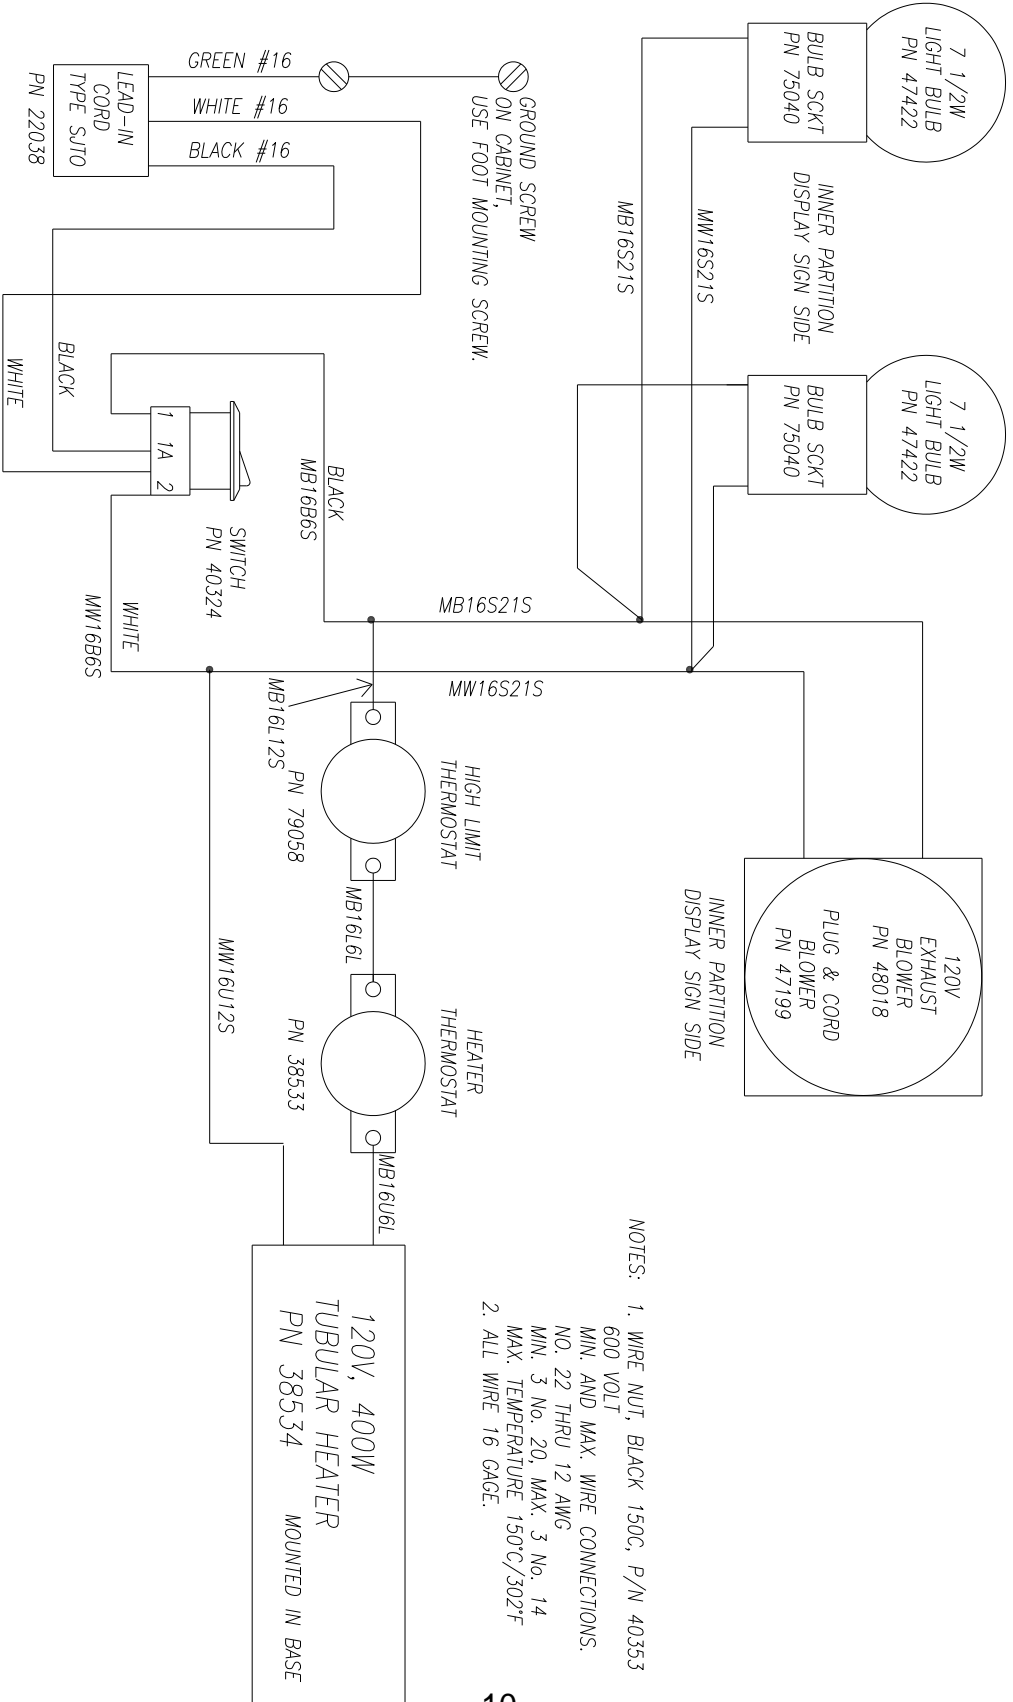 GREEN #16
WHITE #16
BLACK #16
LEAD-IN
CORD
TYPE SJTO
PN 22038
GROUND SCREW
ON CABINET,
USE FOOT MOUNTING SCREW.
7 1/2W
LIGHT BULB
PN 47422
BULB SCKT
PN 75040
INNER PARTITION
DISPLAY SIGN SIDE
MW16S21S
MB16S21S
7 1/2W
LIGHT BULB
PN 47422
BULB SCKT
PN 75040
BLACK
WHITE
1 1A 2
SWITCH
PN 40324
BLACK
MB16B6S
WHITE
MW16B6S
MB16S21S
MW16S21S
MB16L12S
HIGH LIMIT
THERMOSTAT
PN 79058
MB16L6L
HEATER
THERMOSTAT
PN 38533
MB16U6L
MW16U12S
120V
EXHAUST
BLOWER
PN 48018
PLUG & CORD
BLOWER
PN 47199
INNER PARTITION
DISPLAY SIGN SIDE
120V, 400W
TUBULAR HEATER
PN 38534
MOUNTED IN BASE
NOTES: 1. WIRE NUT, BLACK 150C, P/N 40353
600 VOLT
MIN. AND MAX. WIRE CONNECTIONS.
NO. 22 THRU 12 AWG
MIN. 3 No. 20, MAX. 3 No. 14
MAX. TEMPERATURE 150°C/302°F
2. ALL WIRE 16 GAGE.